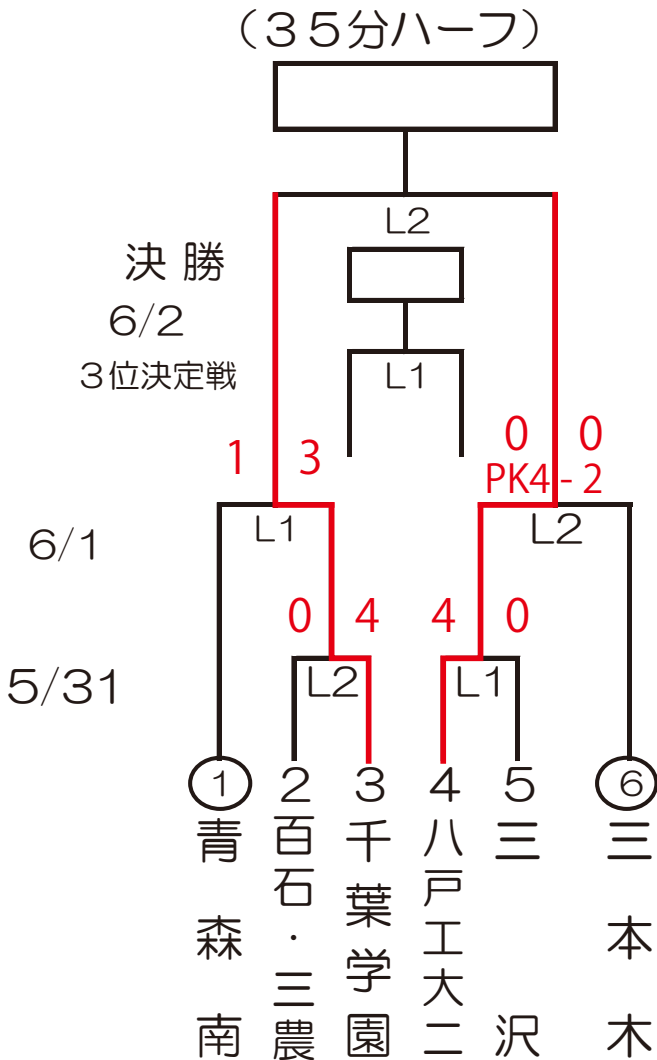 （３５分ハーフ）
L2
決 勝
6/2
３位決定戦
L1
1 3
0 0
PK4 - 2
6/1
L1
L2
0 4
4 0
5/31
L2
L1
① 2 3 4 5 ⑥
青森南
百石・三農
千葉学園
八戸工大二
三沢
三本木